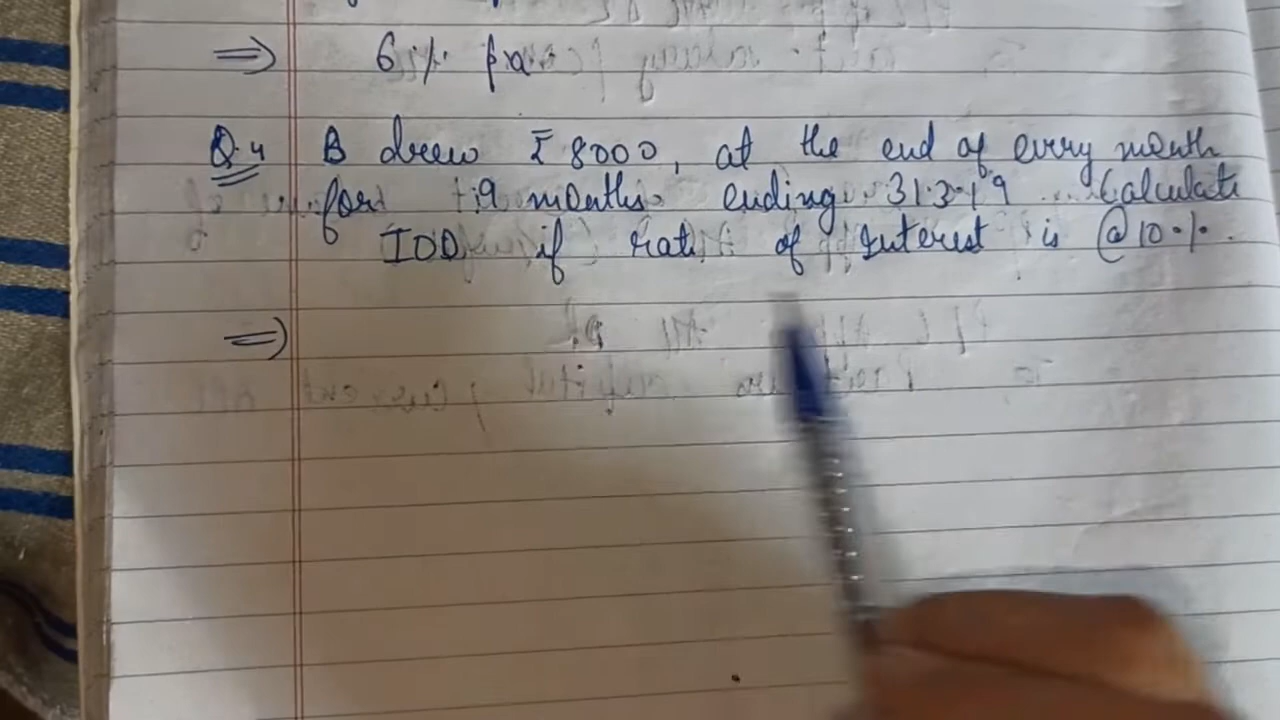 ⇒ 6 % pa
Q.4 B drew ₹ 8000, at the end of every month
for 9 months ending 31.3.19 Calculate
IOD if rate of Interest is @ 10 %.
⇒